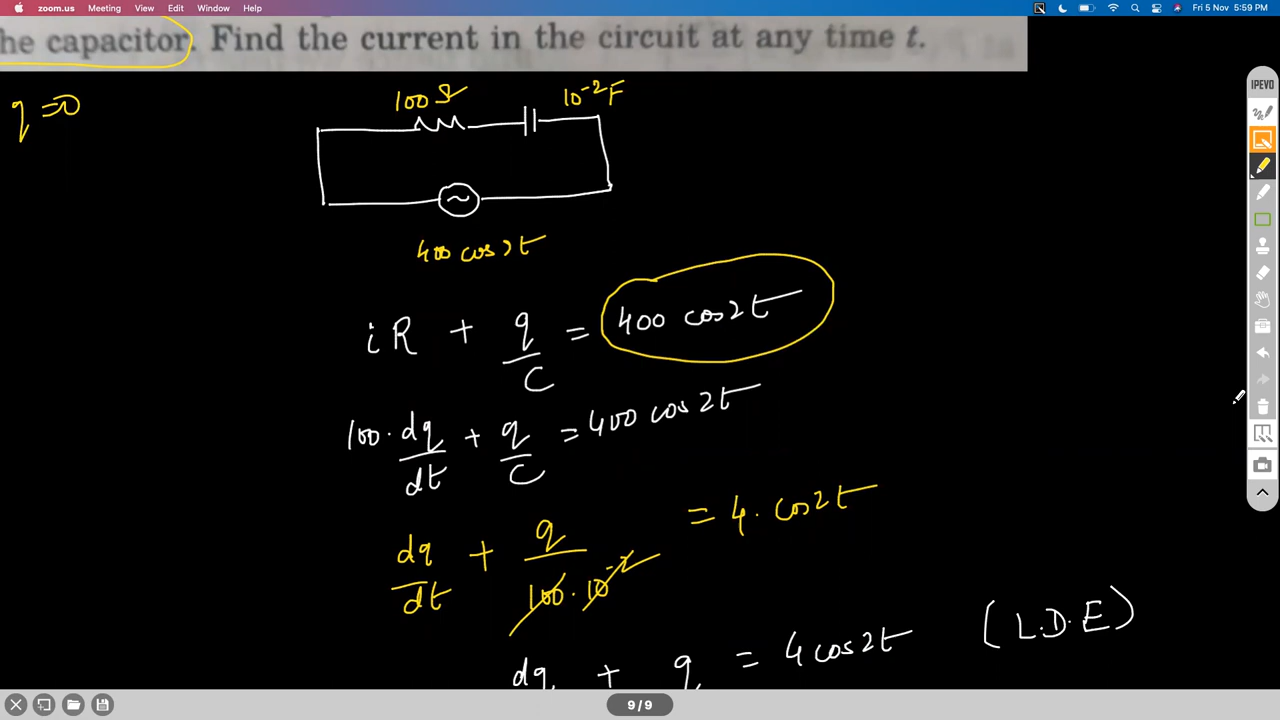 zoom.us Meeting View Edit Window Help Fri 5 Nov 5:59 PM
he capacitor. Find the current in the circuit at any time t.
IPEVO
q = 0
100 Ω 10⁻² F
~
400 cos 2t
iR + q/C = 400 cos 2t
100 · dq/dt + q/C = 400 cos 2t
dq/dt + q/100 · 10⁻² = 4 · cos 2t
dq + q = 4 cos 2t (L.D.E)
9/9